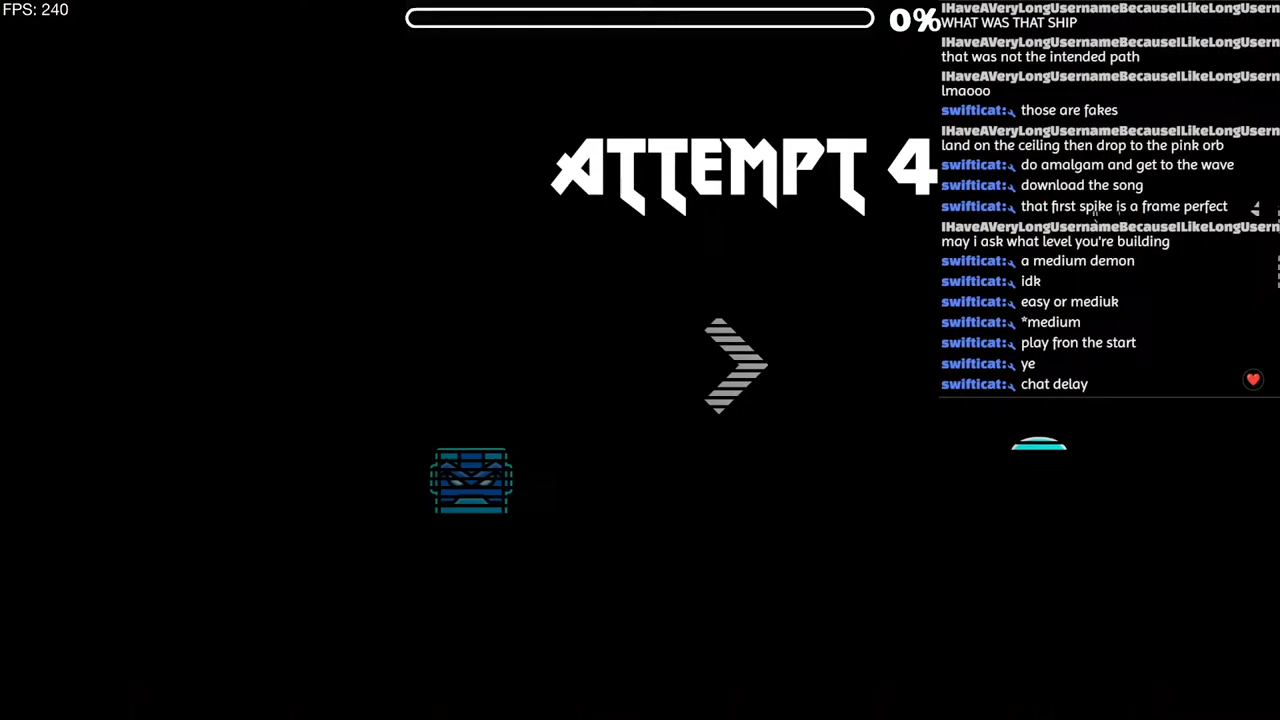 FPS: 240
0%
ATTEMPT 4
IHaveAVeryLongUsernameBecauseILikeLongUsern
WHAT WAS THAT SHIP
IHaveAVeryLongUsernameBecauseILikeLongUsern
that was not the intended path
IHaveAVeryLongUsernameBecauseILikeLongUsern
lmaooo
swifticat: those are fakes
IHaveAVeryLongUsernameBecauseILikeLongUsern
land on the ceiling then drop to the pink orb
swifticat: do amalgam and get to the wave
swifticat: download the song
swifticat: that first spike is a frame perfect
IHaveAVeryLongUsernameBecauseILikeLongUsern
may i ask what level you're building
swifticat: a medium demon
swifticat: idk
swifticat: easy or mediuk
swifticat: *medium
swifticat: play fron the start
swifticat: ye
swifticat: chat delay